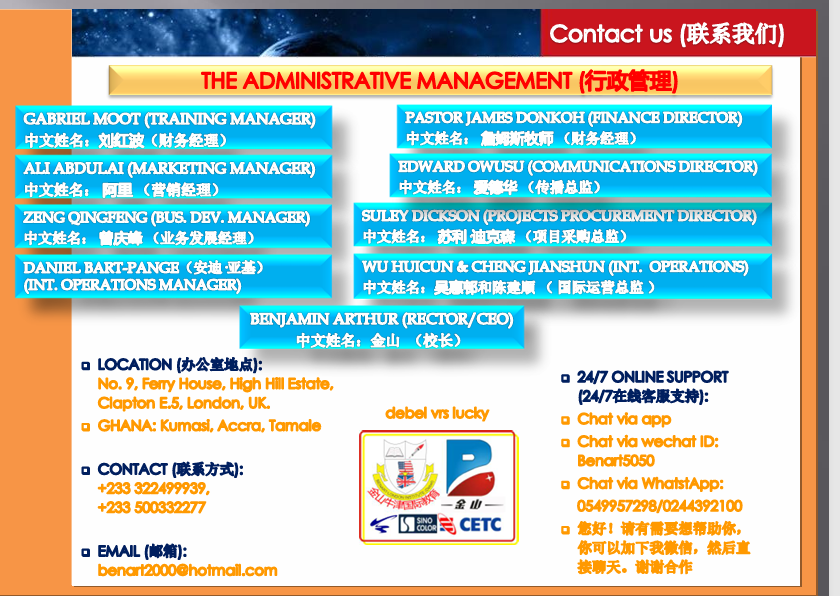 Contact us (联系我们)
THE ADMINISTRATIVE MANAGEMENT (行政管理)
GABRIEL MOOT (TRAINING MANAGER)
中文姓名：刘红波（财务经理）
PASTOR JAMES DONKOH (FINANCE DIRECTOR)
中文姓名： 詹姆斯牧师 （财务经理）
ALI ABDULAI (MARKETING MANAGER)
中文姓名： 阿里 （营销经理）
EDWARD OWUSU (COMMUNICATIONS DIRECTOR)
中文姓名： 爱德华 （传播总监）
ZENG QINGFENG (BUS. DEV. MANAGER)
中文姓名： 曾庆峰 （业务发展经理）
SULEY DICKSON (PROJECTS PROCUREMENT DIRECTOR)
中文姓名： 苏利·迪克森 （项目采购总监）
DANIEL BART-PANGE（安迪·亚基）
(INT. OPERATIONS MANAGER)
WU HUICUN & CHENG JIANSHUN (INT. OPERATIONS)
中文姓名：吴惠郁和陈建顺 （ 国际运营总监 ）
BENJAMIN ARTHUR (RECTOR/CEO)
中文姓名：金山 （校长）
LOCATION (办公室地点):
No. 9, Ferry House, High Hill Estate,
Clapton E.5, London, UK.
GHANA: Kumasi, Accra, Tamale
CONTACT (联系方式):
+233 322499939,
+233 500332277
EMAIL (邮箱):
benart2000@hotmail.com
debel vrs lucky
金山牛津国际教育
金山
SINO
COLOR
CETC
24/7 ONLINE SUPPORT
(24/7在线客服支持):
Chat via app
Chat via wechat ID:
Benart5050
Chat via WhatstApp:
0549957298/0244392100
您好！请有需要想帮助你，
你可以加下我微信，然后直
接聊天。谢谢合作